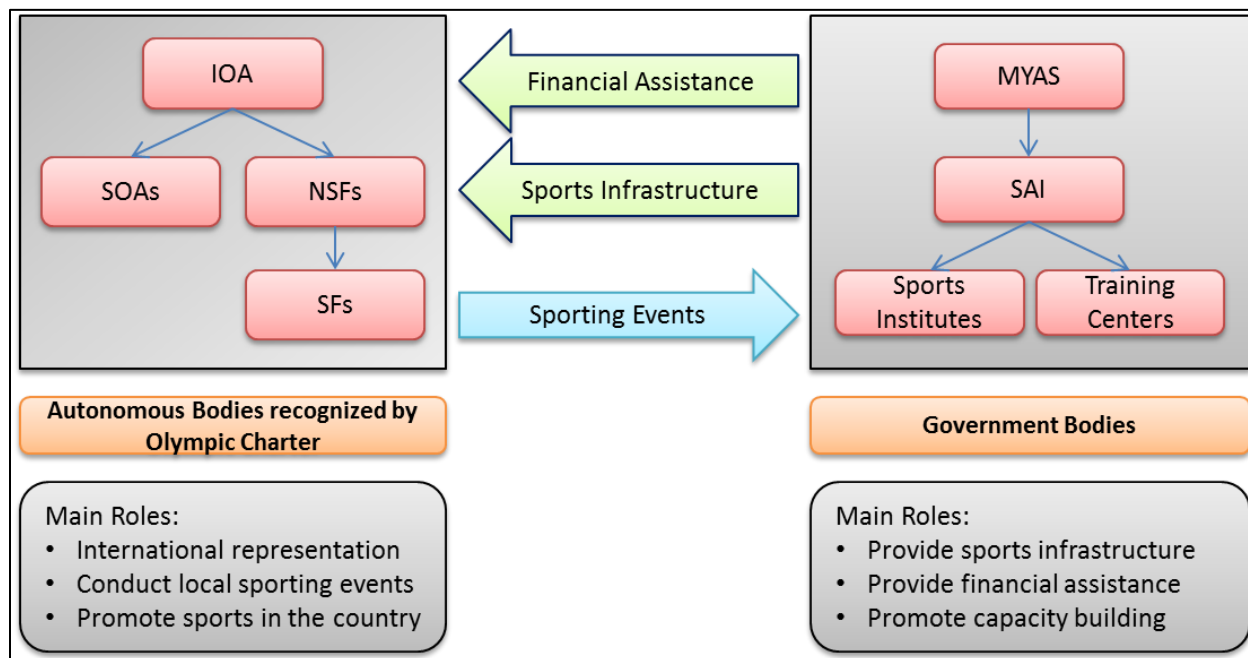 IOA
SOAs
NSFs
SFs
Financial Assistance
Sports Infrastructure
Sporting Events
MYAS
SAI
Sports
Institutes
Training
Centers
Autonomous Bodies recognized by
Olympic Charter
Government Bodies
Main Roles:
• International representation
• Conduct local sporting events
• Promote sports in the country
Main Roles:
• Provide sports infrastructure
• Provide financial assistance
• Promote capacity building